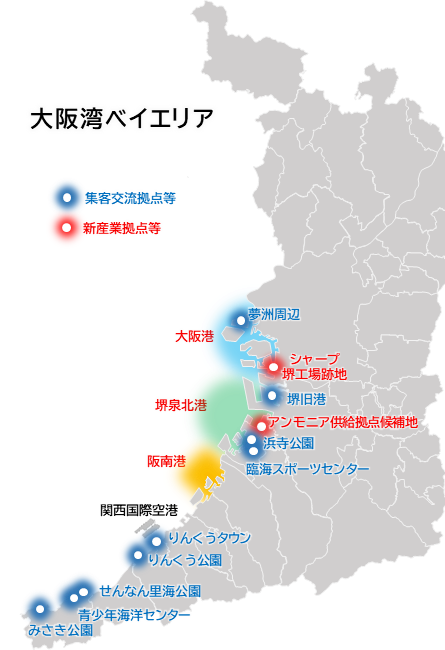 大阪湾ベイエリア
集客交流拠点等
新産業拠点等
夢洲周辺
大阪港
シャープ
堺工場跡地
堺旧港
堺泉北港
アンモニア供給拠点候補地
浜寺公園
阪南港
臨海スポーツセンター
関西国際空港
りんくうタウン
りんくう公園
せんなん里海公園
青少年海洋センター
みさき公園